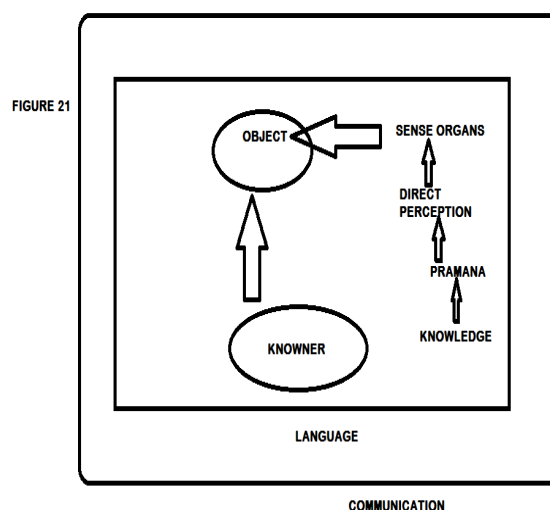 FIGURE 21
OBJECT
SENSE ORGANS
DIRECT
PERCEPTION
PRAMANA
KNOWLEDGE
KNOWNER
LANGUAGE
COMMUNICATION